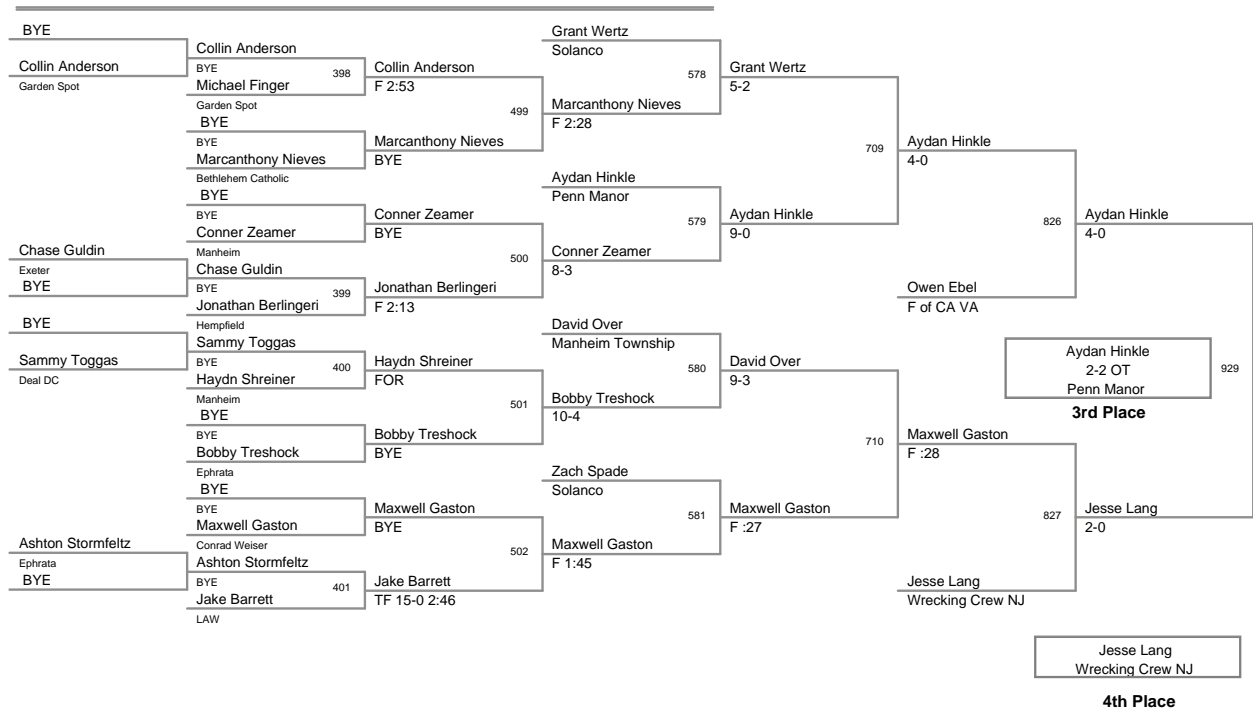 BYE
Collin Anderson
Garden Spot
Chase Guldin
Exeter
BYE
BYE
Sammy Toggas
Deal DC
Ashton Stormfeltz
Ephrata
BYE
Collin Anderson
BYE
398
Michael Finger
Garden Spot
BYE
BYE
Marcanthony Nieves
Bethlehem Catholic
BYE
BYE
Conner Zeamer
Manheim
Chase Guldin
BYE
399
Jonathan Berlingeri
Hempfield
Sammy Toggas
BYE
400
Haydn Shreiner
Manheim
BYE
BYE
Bobby Treshock
Ephrata
BYE
BYE
Maxwell Gaston
Conrad Weiser
Ashton Stormfeltz
BYE
401
Jake Barrett
LAW
Collin Anderson
F 2:53
499
Marcanthony Nieves
BYE
Conner Zeamer
BYE
500
Jonathan Berlingeri
F 2:13
Haydn Shreiner
FOR
501
Bobby Treshock
BYE
Maxwell Gaston
BYE
502
Jake Barrett
TF 15-0 2:46
Grant Wertz
Solanco
578
Marcanthony Nieves
F 2:28
Aydan Hinkle
Penn Manor
579
Conner Zeamer
8-3
David Over
Manheim Township
580
Bobby Treshock
10-4
Zach Spade
Solanco
581
Maxwell Gaston
F 1:45
Grant Wertz
5-2
709
Aydan Hinkle
9-0
David Over
9-3
710
Maxwell Gaston
F :27
Aydan Hinkle
4-0
826
Owen Ebel
F of CA VA
Maxwell Gaston
F :28
827
Jesse Lang
Wrecking Crew NJ
Aydan Hinkle
4-0
Jesse Lang
2-0
Aydan Hinkle
2-2 OT
Penn Manor
929
3rd Place
Jesse Lang
Wrecking Crew NJ
4th Place